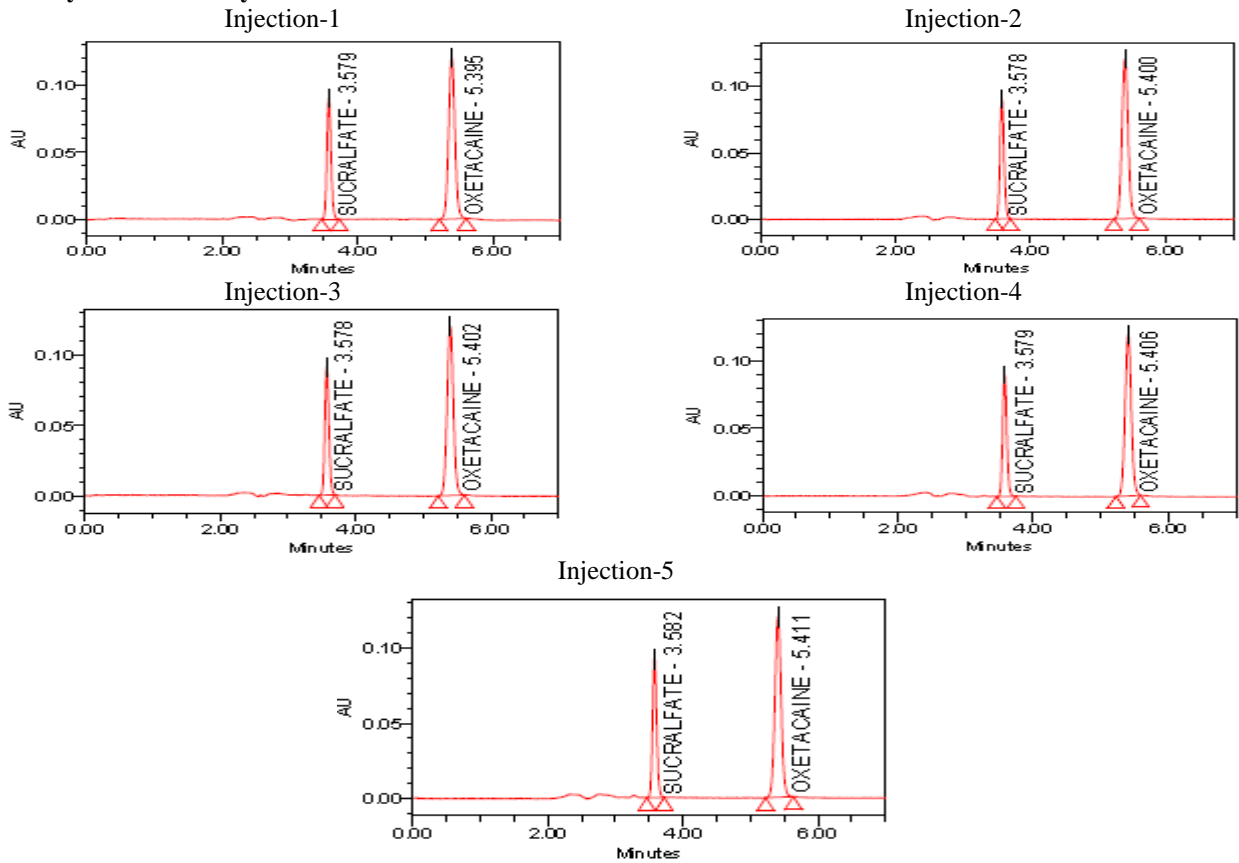 Injection-1
0.10
0.05
0.00
AU
SUCRALFATE - 3.579
OXETACAINE - 5.395
0.00 2.00 4.00 6.00
Minutes
Injection-2
0.10
0.05
0.00
AU
SUCRALFATE - 3.578
OXETACAINE - 5.400
0.00 2.00 4.00 6.00
Minutes
Injection-3
0.10
0.05
0.00
AU
SUCRALFATE - 3.578
OXETACAINE - 5.402
0.00 2.00 4.00 6.00
Minutes
Injection-4
0.10
0.05
0.00
AU
SUCRALFATE - 3.579
OXETACAINE - 5.406
0.00 2.00 4.00 6.00
Minutes
Injection-5
0.10
0.05
0.00
AU
SUCRALFATE - 3.582
OXETACAINE - 5.411
0.00 2.00 4.00 6.00
Minutes